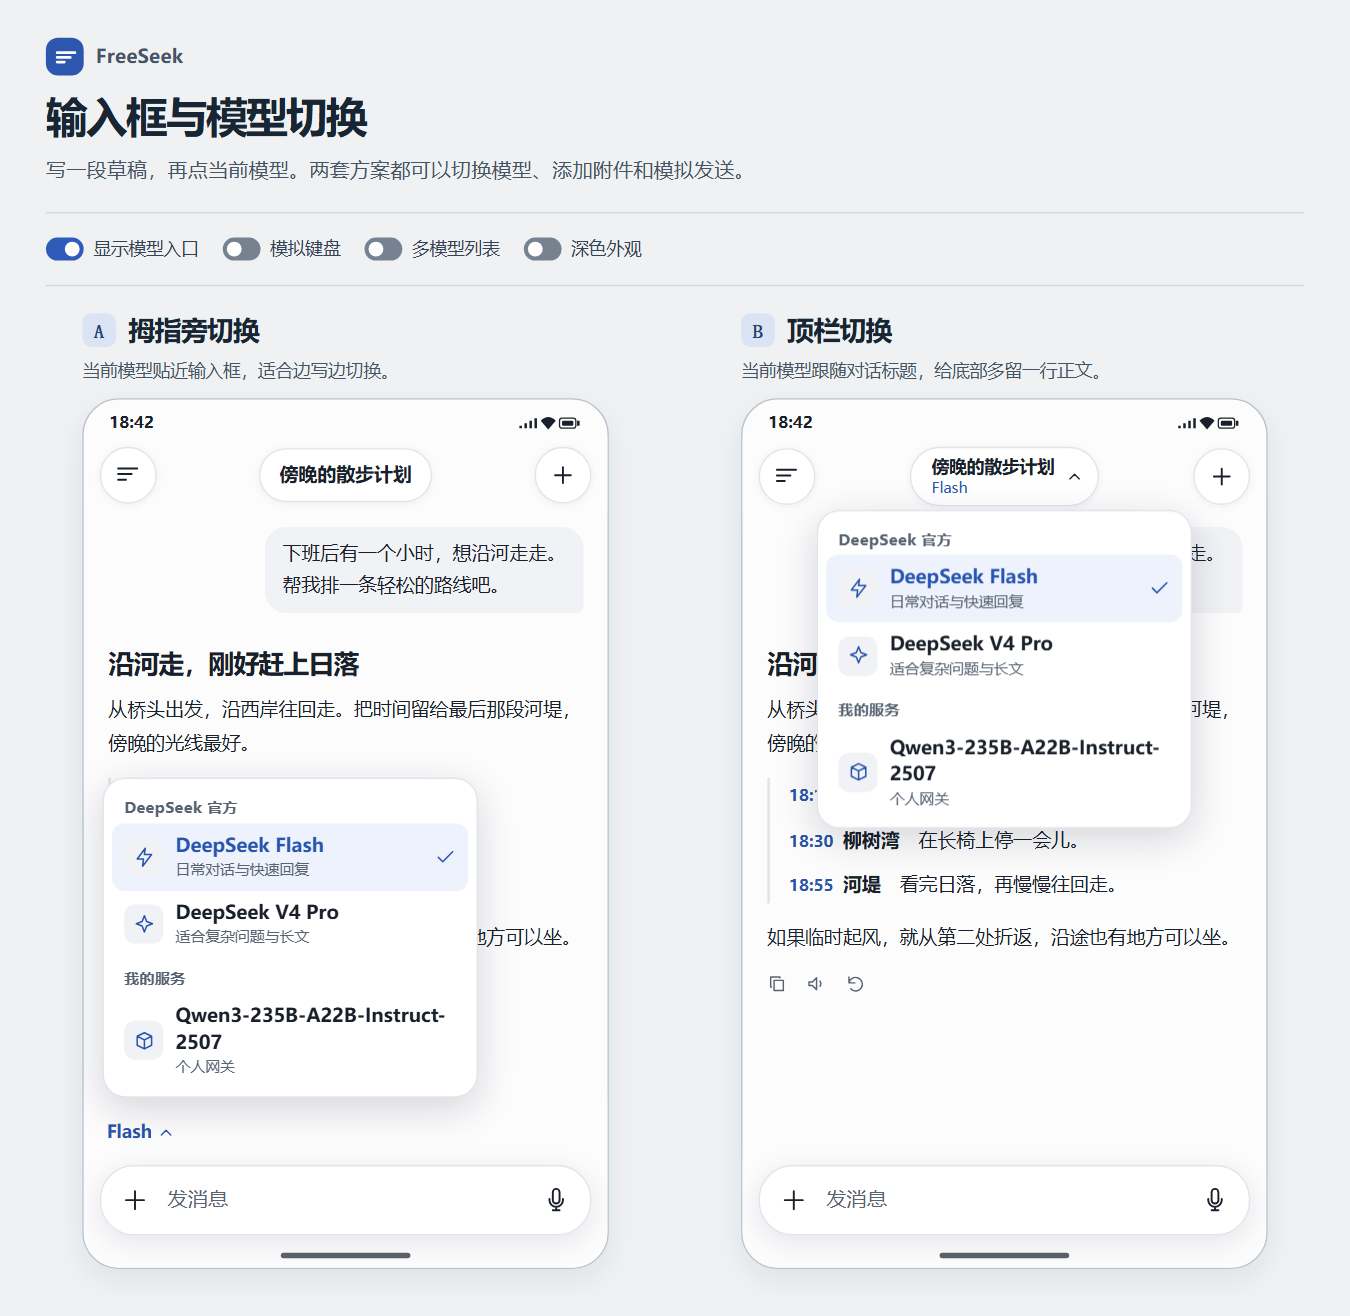 FreeSeek
输入框与模型切换
写一段草稿，再点当前模型。两套方案都可以切换模型、添加附件和模拟发送。
显示模型入口
模拟键盘
多模型列表
深色外观
A
拇指旁切换
当前模型贴近输入框，适合边写边切换。
18:42
傍晚的散步计划
下班后有一个小时，想沿河走走。
帮我排一条轻松的路线吧。
沿河走，刚好赶上日落
从桥头出发，沿西岸往回走。把时间留给最后那段河堤，
傍晚的光线最好。
DeepSeek 官方
DeepSeek Flash
日常对话与快速回复
DeepSeek V4 Pro
适合复杂问题与长文
地方可以坐。
我的服务
Qwen3-235B-A22B-Instruct-
2507
个人网关
Flash
发消息
B
顶栏切换
当前模型跟随对话标题，给底部多留一行正文。
18:42
傍晚的散步计划
Flash
走。
DeepSeek 官方
DeepSeek Flash
日常对话与快速回复
DeepSeek V4 Pro
适合复杂问题与长文
我的服务
Qwen3-235B-A22B-Instruct-
2507
个人网关
沿河
从桥头
河堤，
傍晚的
18:
18:30 柳树湾 在长椅上停一会儿。
18:55 河堤 看完日落，再慢慢往回走。
如果临时起风，就从第二处折返，沿途也有地方可以坐。
发消息